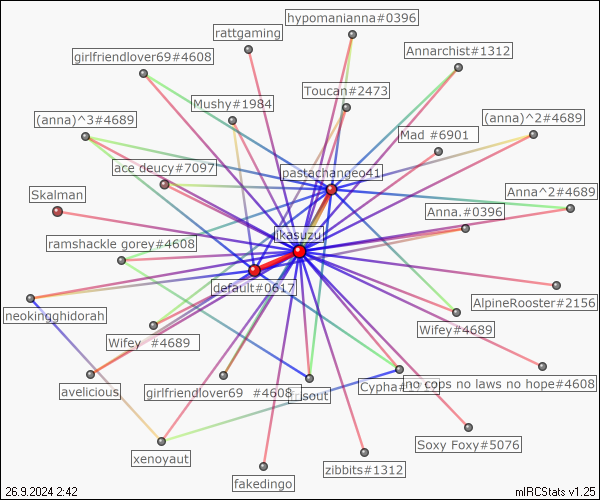 hypomanianna#0396
rattgaming
Annarchist#1312
girlfriendlover69#4608
Toucan#2473
Mushy#1984
(anna)^3#4689
(anna)^2#4689
Mad #6901
ace decry#7097
pastachangeo41
Skalman
Anna^2#4689
Anna.#0396
ikasuzu
ramshackle gorey#4608
default#0617
AlpineRooster#2156
neokingghidorah
Wifey#4689
Wifey #4689
no cops no laws no hope#4608
avelicious
girlfriendlover69 #4608
Cypha
Soxy Foxy#5076
xenoyaut
zibbits#1312
fakedingo
26.9.2024 2:42
mIRCStats v1.25